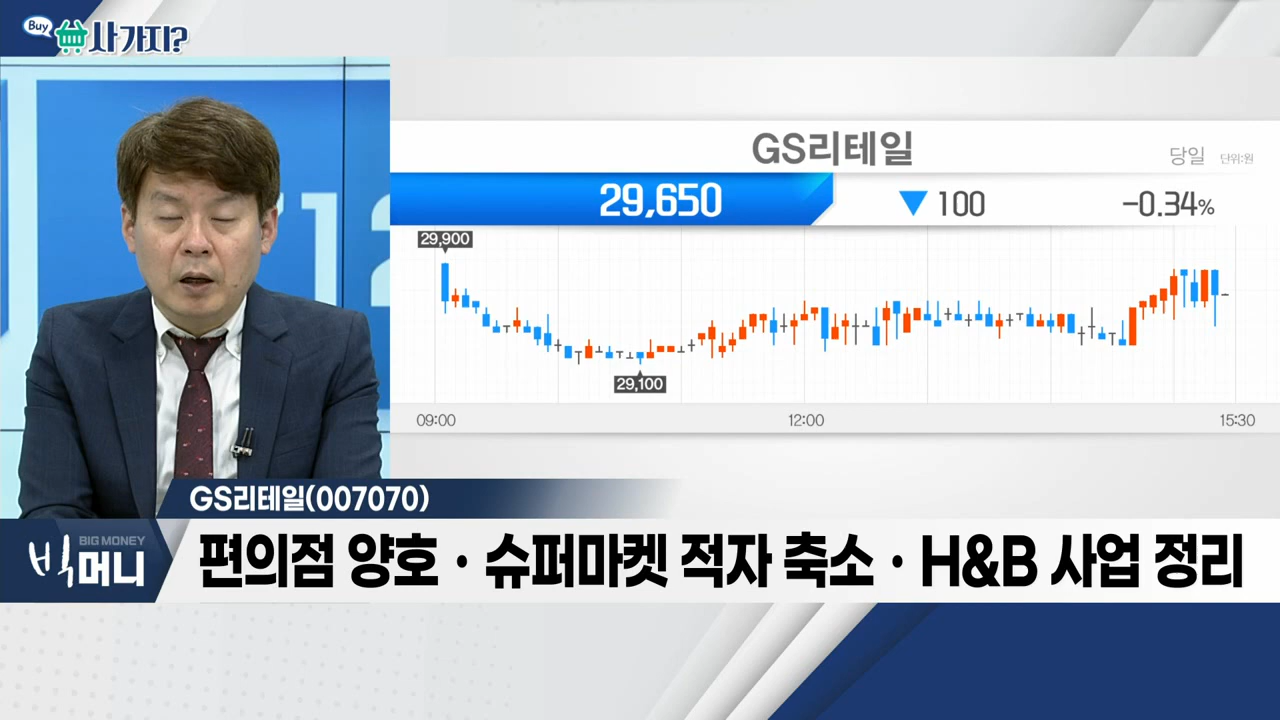 Buy
사가지?
GS리테일
당일 단위:원
29,650 ▼ 100 -0.34%
29,900
29,100
09:00 12:00 15:30
GS리테일(007070)
BIG MONEY
빅머니
편의점 양호 · 슈퍼마켓 적자 축소 · H&B 사업 정리
12